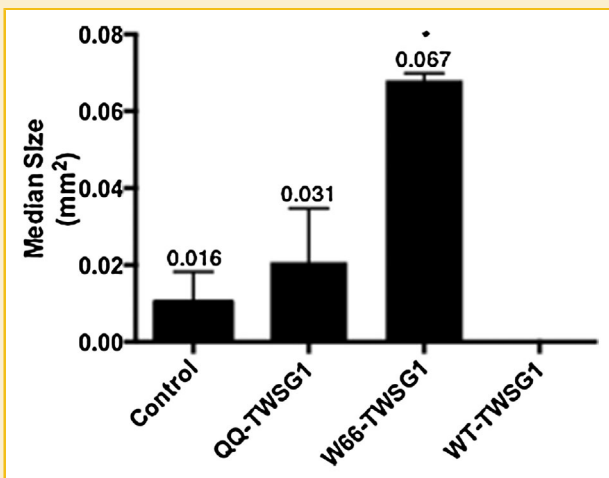 0.08
0.06
0.04
0.02
0.00
Median Size
(mm²)
0.016
0.031
0.067
*
Control
QQ-TWSG1
W66-TWSG1
WT-TWSG1